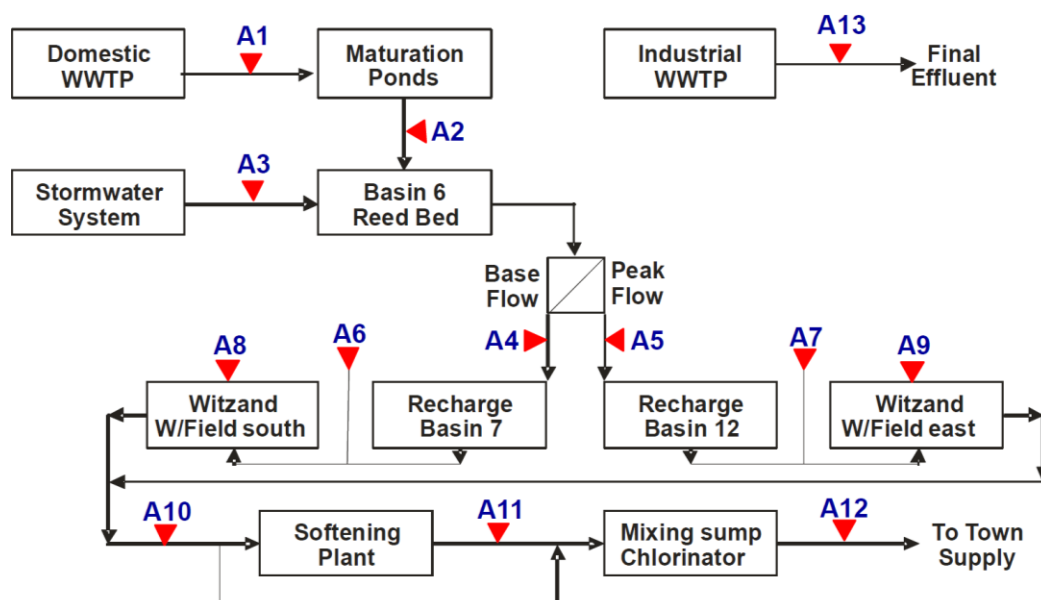 A1
A13
Domestic
WWTP
Maturation
Ponds
Industrial
WWTP
Final
Effluent
A2
A3
Stormwater
System
Basin 6
Reed Bed
Base
Flow
Peak
Flow
A4
A5
A6
A7
A8
A9
Witzand
W/Field south
Recharge
Basin 7
Recharge
Basin 12
Witzand
W/Field east
A10
A11
A12
Softening
Plant
Mixing sump
Chlorinator
To Town
Supply